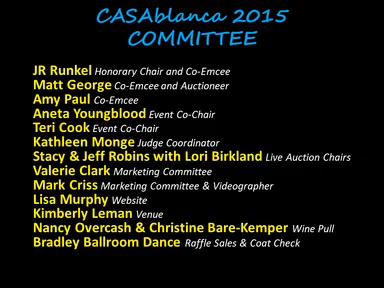 CASAblanca 2015
COMMITTEE
JR Runkel Honorary Chair and Co-Emcee
Matt George Co-Emcee and Auctioneer
Amy Paul Co-Emcee
Aneta Youngblood Event Co-Chair
Teri Cook Event Co-Chair
Kathleen Monge Judge Coordinator
Stacy & Jeff Robins with Lori Birkland Live Auction Chairs
Valerie Clark Marketing Committee
Mark Criss Marketing Committee & Videographer
Lisa Murphy Website
Kimberly Leman Venue
Nancy Overcash & Christine Bare-Kemper Wine Pull
Bradley Ballroom Dance Raffle Sales & Coat Check